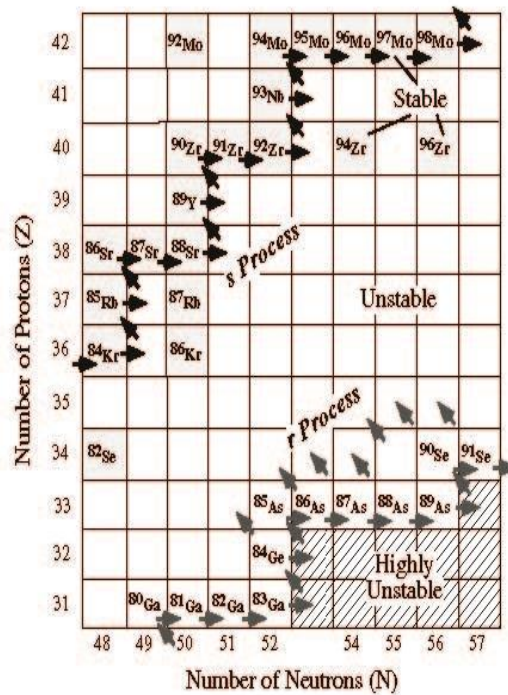 42 ⁹²Mo ⁹⁴Mo ⁹⁵Mo ⁹⁶Mo ⁹⁷Mo ⁹⁸Mo
41 ⁹³Nb
Stable
40 ⁹⁰Zr ⁹¹Zr ⁹²Zr ⁹⁴Zr ⁹⁶Zr
39 ⁸⁹Y
38 ⁸⁶Sr ⁸⁷Sr ⁸⁸Sr
s Process
37 ⁸⁵Rb ⁸⁷Rb
Unstable
36 ⁸⁴Kr ⁸⁶Kr
35
r Process
34 ⁸²Se ⁹⁰Se ⁹¹Se
33 ⁸⁵As ⁸⁶As ⁸⁷As ⁸⁸As ⁸⁹As
32 ⁸⁴Ge
Highly
Unstable
31 ⁸⁰Ga ⁸¹Ga ⁸²Ga ⁸³Ga
48 49 50 51 52 54 55 56 57
Number of Neutrons (N)
Number of Protons (Z)